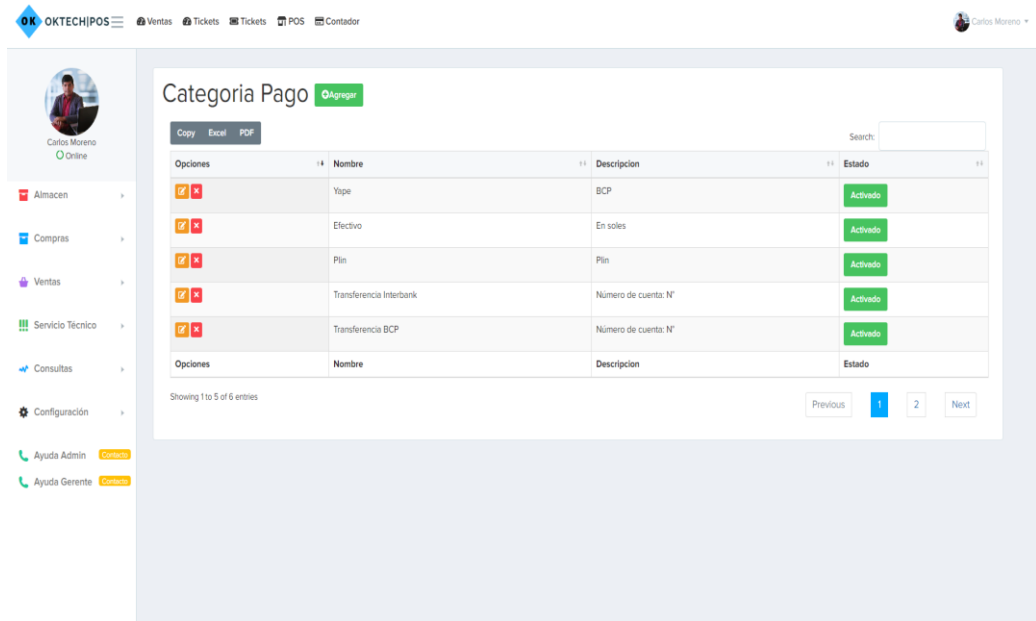 OK OKTECH|POS Ventas Tickets Tickets POS Contador Carlos Moreno
Carlos Moreno
Online
Almacen
Compras
Ventas
Servicio Técnico
Consultas
Configuración
Ayuda Admin Contacto
Ayuda Gerente Contacto
Categoria Pago Agregar
Copy Excel PDF Search:
Opciones Nombre Descripcion Estado
Yape BCP Activado
Efectivo En soles Activado
Plin Plin Activado
Transferencia Interbank Número de cuenta: N° Activado
Transferencia BCP Número de cuenta: N° Activado
Opciones Nombre Descripcion Estado
Showing 1 to 5 of 6 entries Previous 1 2 Next